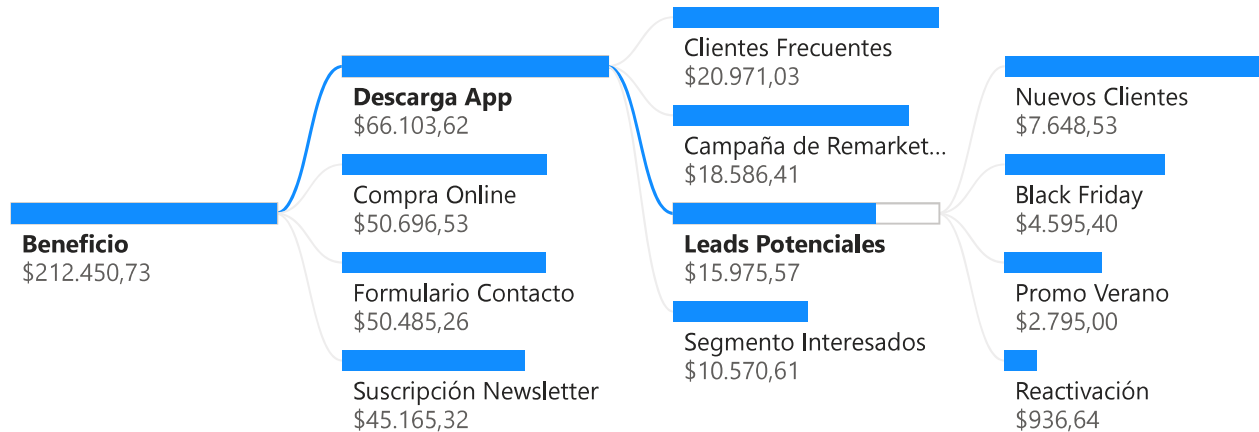 Beneficio
$212.450,73
Descarga App
$66.103,62
Compra Online
$50.696,53
Formulario Contacto
$50.485,26
Suscripción Newsletter
$45.165,32
Clientes Frecuentes
$20.971,03
Campaña de Remarket...
$18.586,41
Leads Potenciales
$15.975,57
Segmento Interesados
$10.570,61
Nuevos Clientes
$7.648,53
Black Friday
$4.595,40
Promo Verano
$2.795,00
Reactivación
$936,64